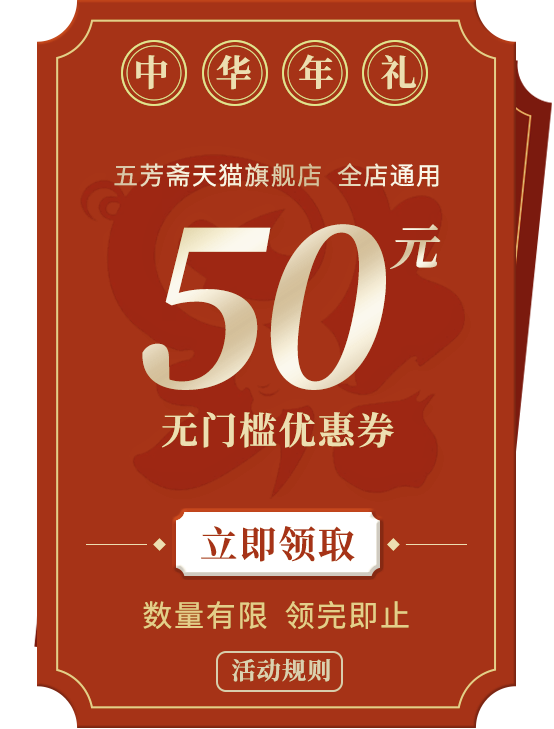 中华年礼
五芳斋天猫旗舰店 全店通用
50元
无门槛优惠券
立即领取
数量有限 领完即止
活动规则